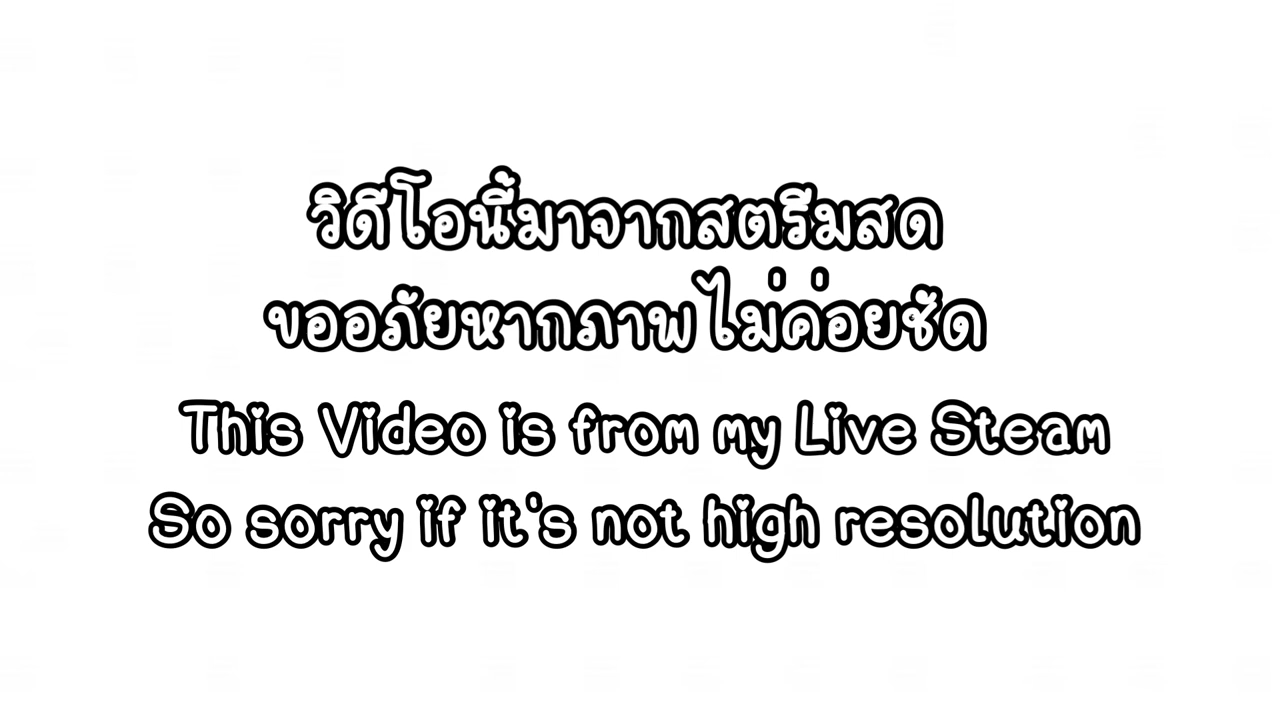 วิดีโอนี้มาจากสตรีมสด
ขออภัยหากภาพไม่ค่อยชัด
This Video is from my Live Steam
So sorry if it's not high resolution